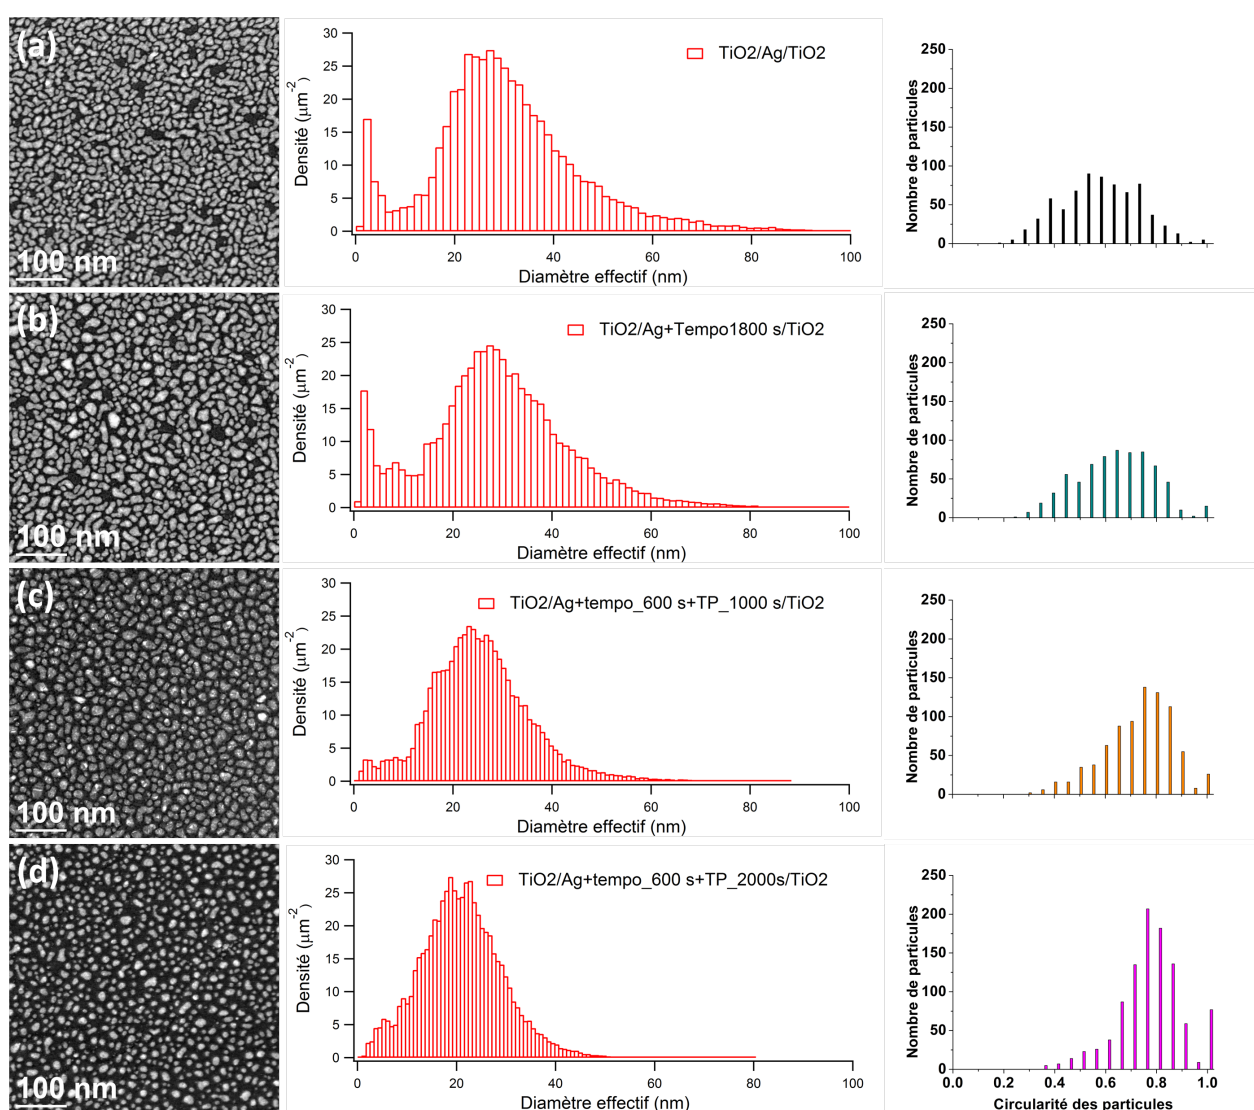 (a)
100 nm
Densité (µm-2)
30
25
20
15
10
5
0
TiO2/Ag/TiO2
0 20 40 60 80 100
Diamètre effectif (nm)
Nombre de particules
250
200
150
100
50
0
(b)
100 nm
Densité (µm-2)
30
25
20
15
10
5
0
TiO2/Ag+Tempo1800 s/TiO2
0 20 40 60 80 100
Diamètre effectif (nm)
Nombre de particules
250
200
150
100
50
0
(c)
100 nm
Densité (µm-2)
30
25
20
15
10
5
0
TiO2/Ag+tempo_600 s+TP_1000 s/TiO2
0 20 40 60 80 100
Diamètre effectif (nm)
Nombre de particules
250
200
150
100
50
0
(d)
100 nm
Densité (µm-2)
30
25
20
15
10
5
0
TiO2/Ag+tempo_600 s+TP_2000s/TiO2
0 20 40 60 80 100
Diamètre effectif (nm)
Nombre de particules
250
200
150
100
50
0
0.0 0.2 0.4 0.6 0.8 1.0
Circularité des particules